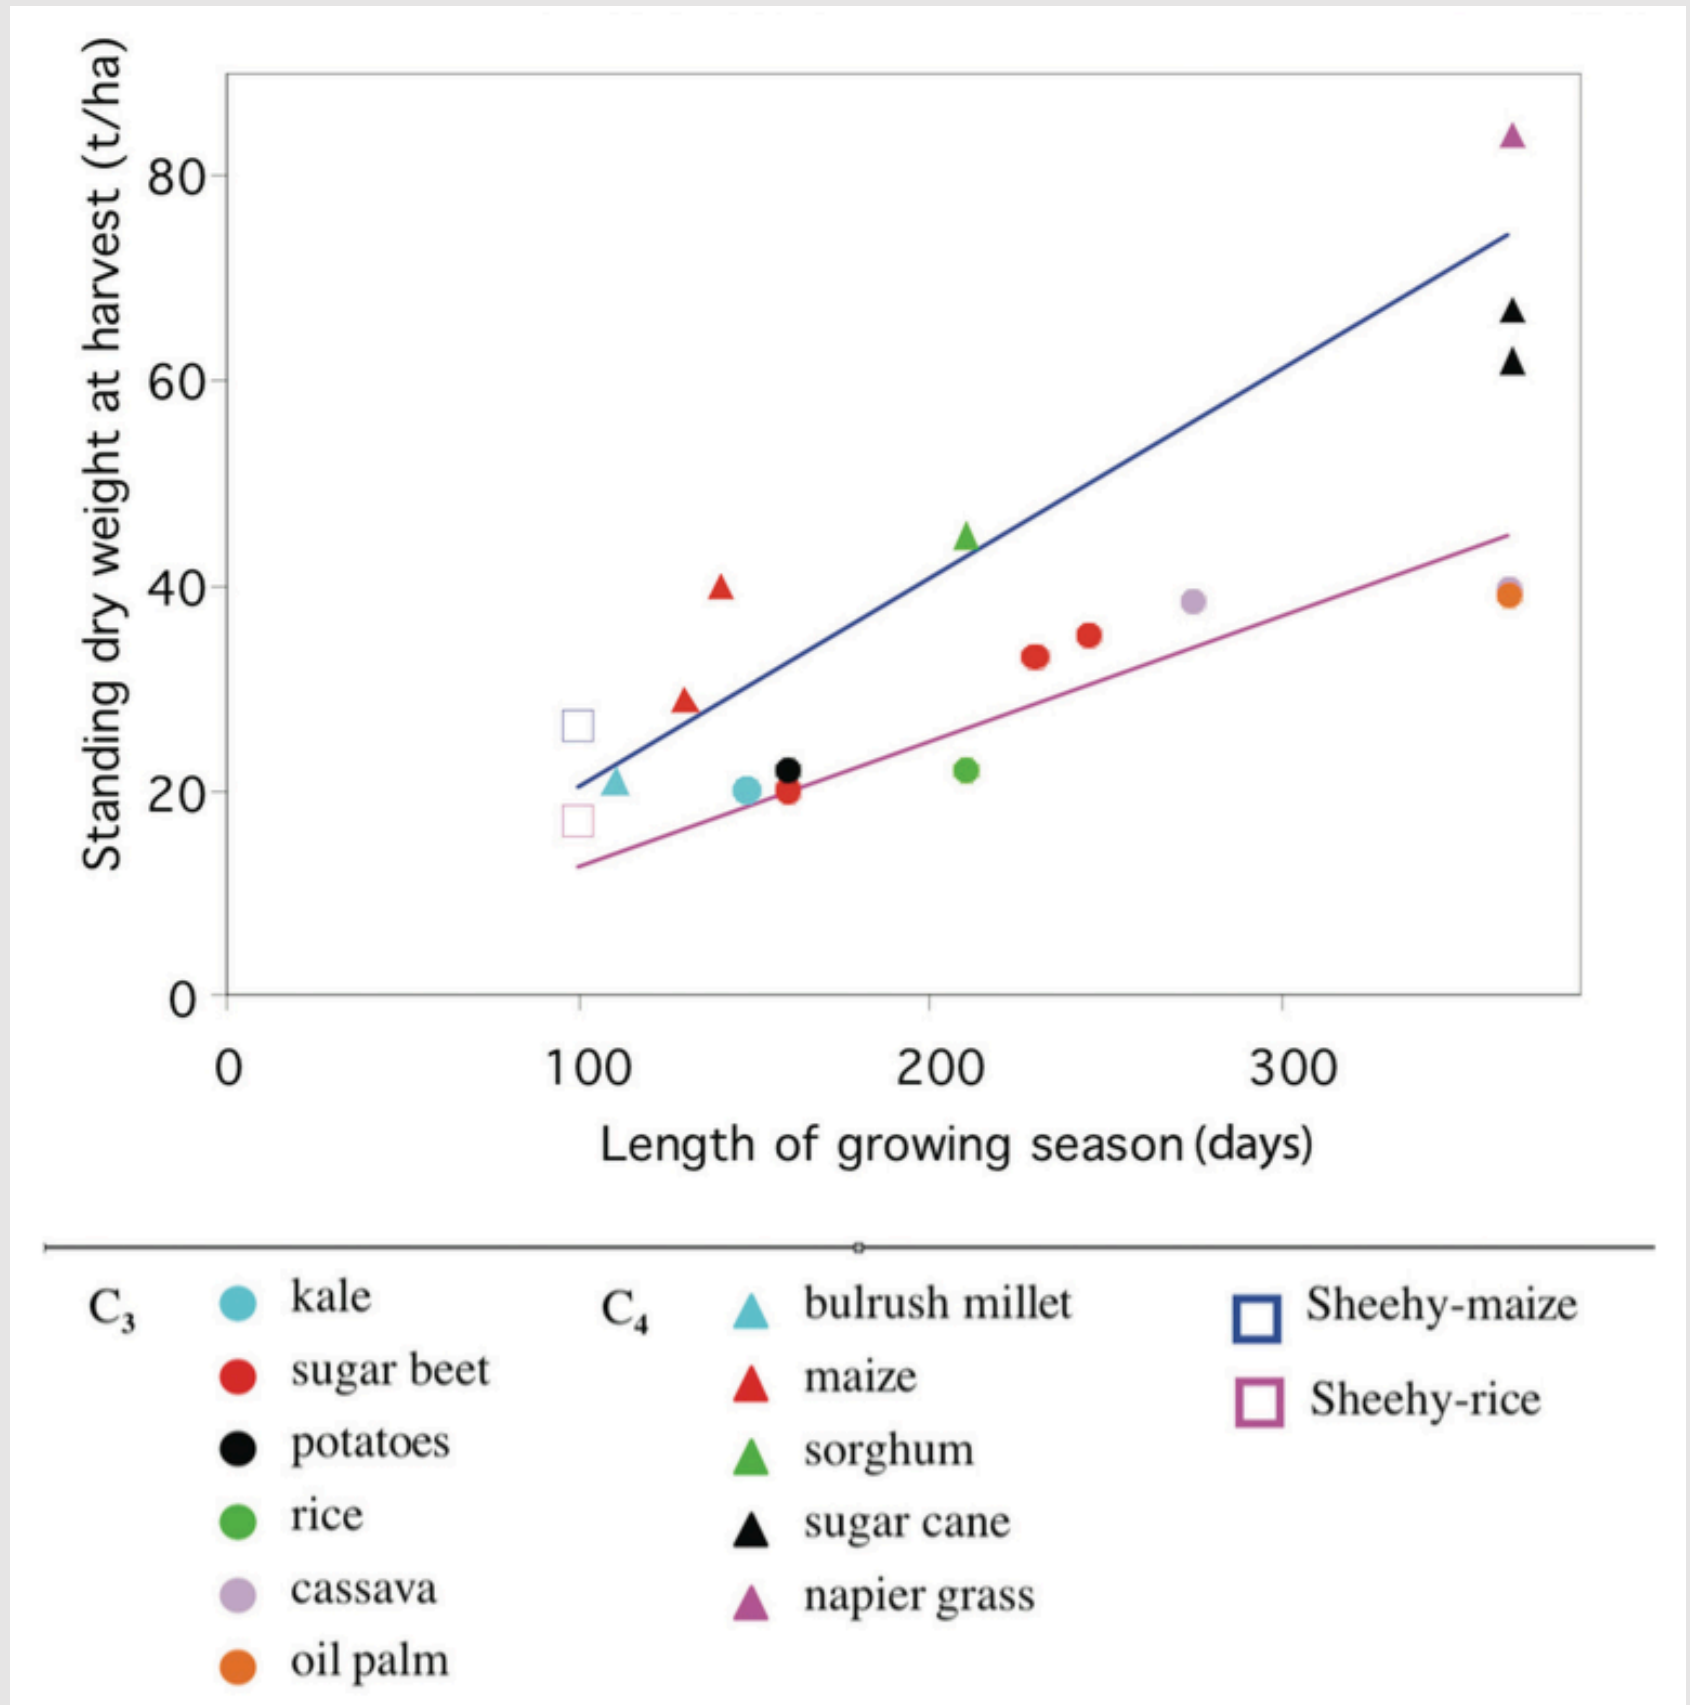 Standing dry weight at harvest (t/ha)
80
60
40
20
0
0 100 200 300
Length of growing season (days)
C₃ kale C₄ bulrush millet Sheehy-maize
sugar beet maize Sheehy-rice
potatoes sorghum
rice sugar cane
cassava napier grass
oil palm